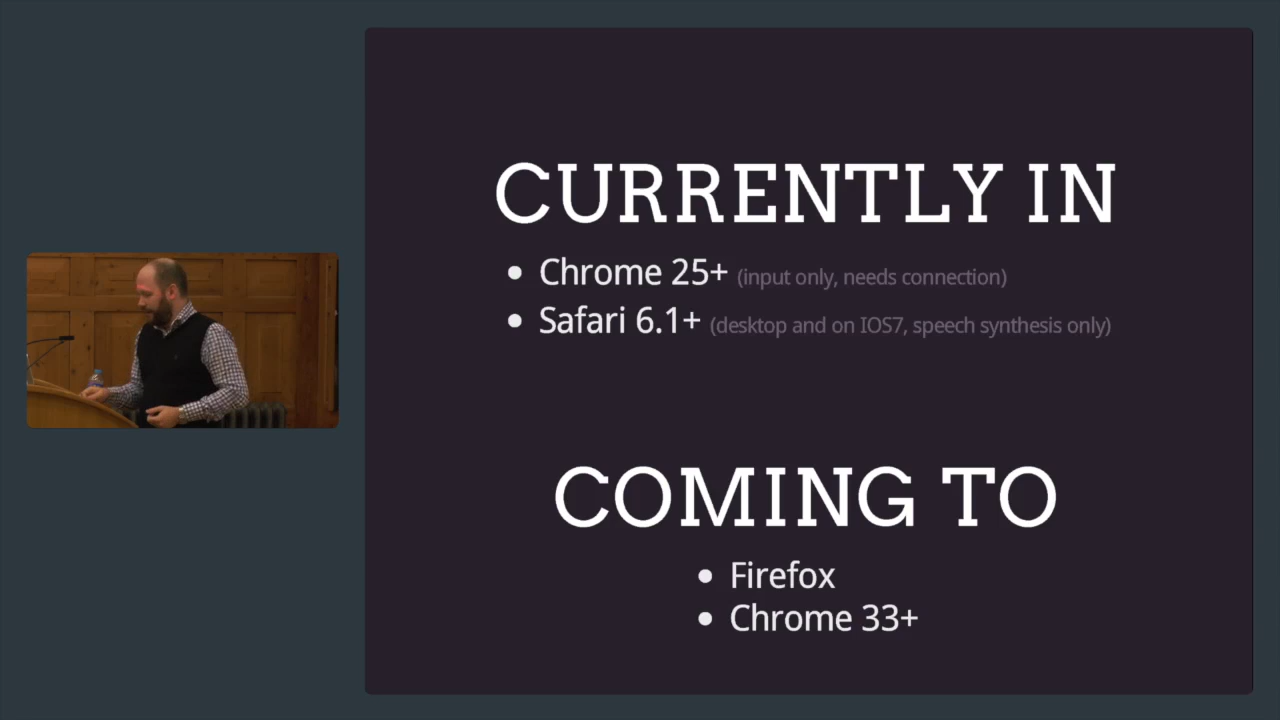 CURRENTLY IN
Chrome 25+ (input only, needs connection)
Safari 6.1+ (desktop and on IOS7, speech synthesis only)
COMING TO
Firefox
Chrome 33+